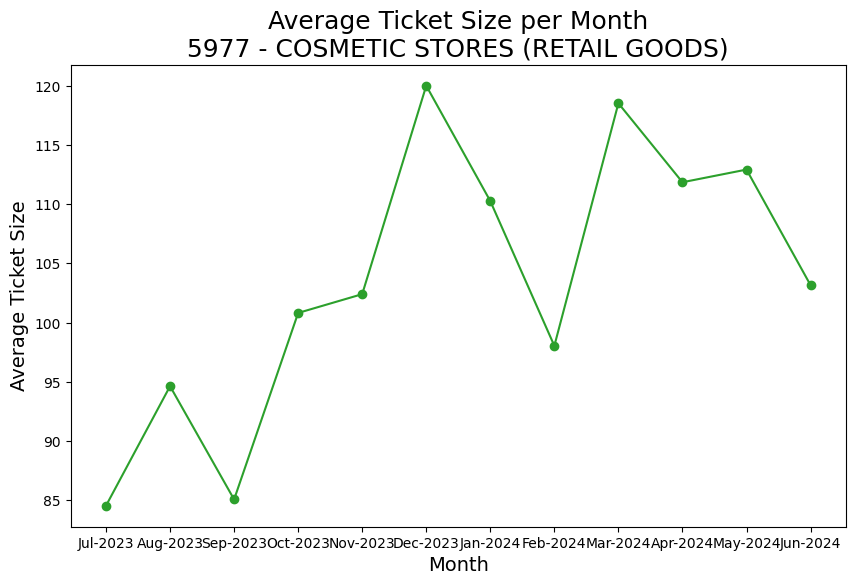 Average Ticket Size per Month
5977 - COSMETIC STORES (RETAIL GOODS)
Average Ticket Size
120
115
110
105
100
95
90
85
Jul-2023 Aug-2023 Sep-2023 Oct-2023 Nov-2023 Dec-2023 Jan-2024 Feb-2024 Mar-2024 Apr-2024 May-2024 Jun-2024
Month